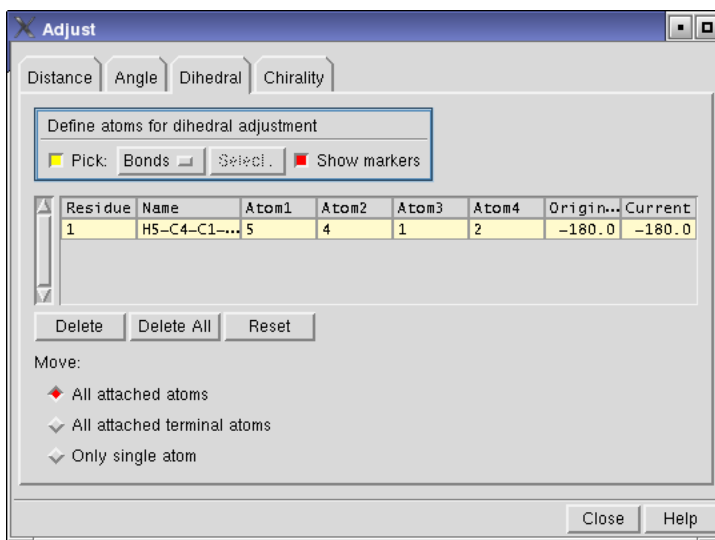 Adjust
Distance Angle Dihedral Chirality
Define atoms for dihedral adjustment
Pick: Bonds Select.. Show markers
Residue Name Atom1 Atom2 Atom3 Atom4 Origin... Current
1 H5-C4-C1-... 5 4 1 2 -180.0 -180.0
Delete Delete All Reset
Move:
All attached atoms
All attached terminal atoms
Only single atom
Close Help